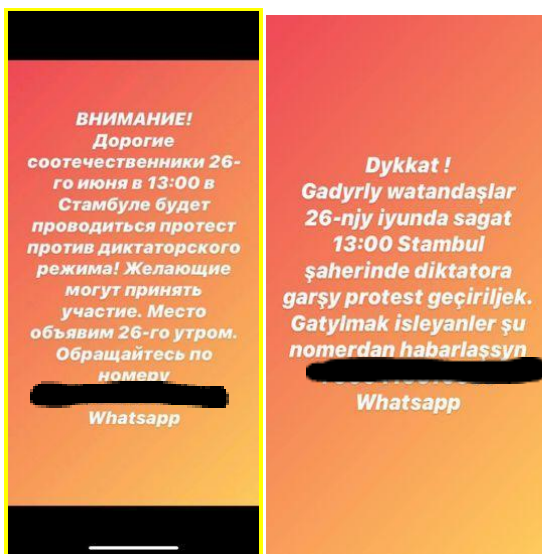 ВНИМАНИЕ!
Дорогие
соотечественники 26-
го июня в 13:00 в
Стамбуле будет
проводиться протест
против диктаторского
режима! Желающие
могут принять
участие. Место
объявим 26-го утром.
Обращайтесь по
номеру
Whatsapp
Dykkat !
Gadyrly watandaşlar
26-njy iyunda sagat
13:00 Stambul
şaherinde diktatora
garşy protest geçiriljek.
Gatylmak isleyanler şu
nomerdan habarlaşsyn
Whatsapp